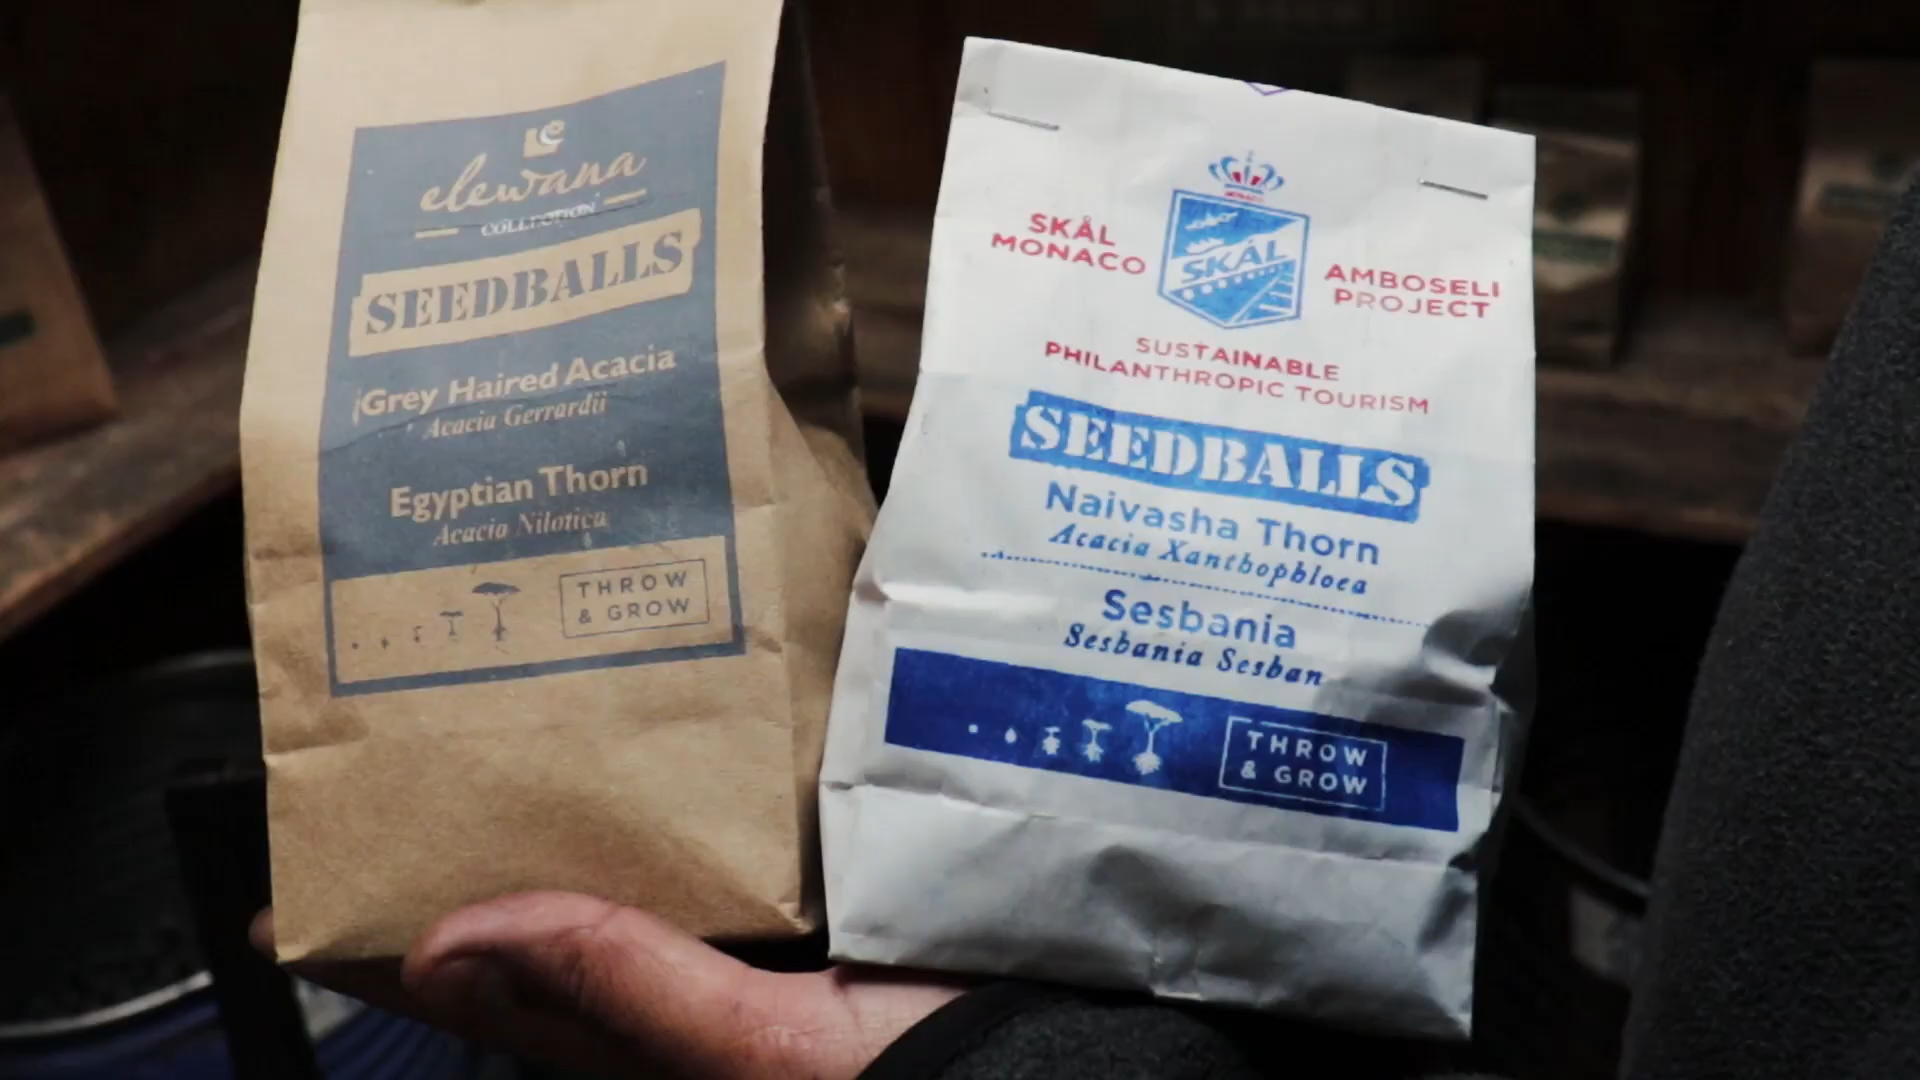 elewana
COLLECTION
SEEDBALLS
Grey Haired Acacia
Acacia Gerrardii
Egyptian Thorn
Acacia Nilotica
THROW
& GROW
SKÅL
MONACO
SKÅL
AMBOSELI
PROJECT
SUSTAINABLE
PHILANTHROPIC TOURISM
SEEDBALLS
Naivasha Thorn
Acacia Xanthophloea
Sesbania
Sesbania Sesban
THROW
& GROW